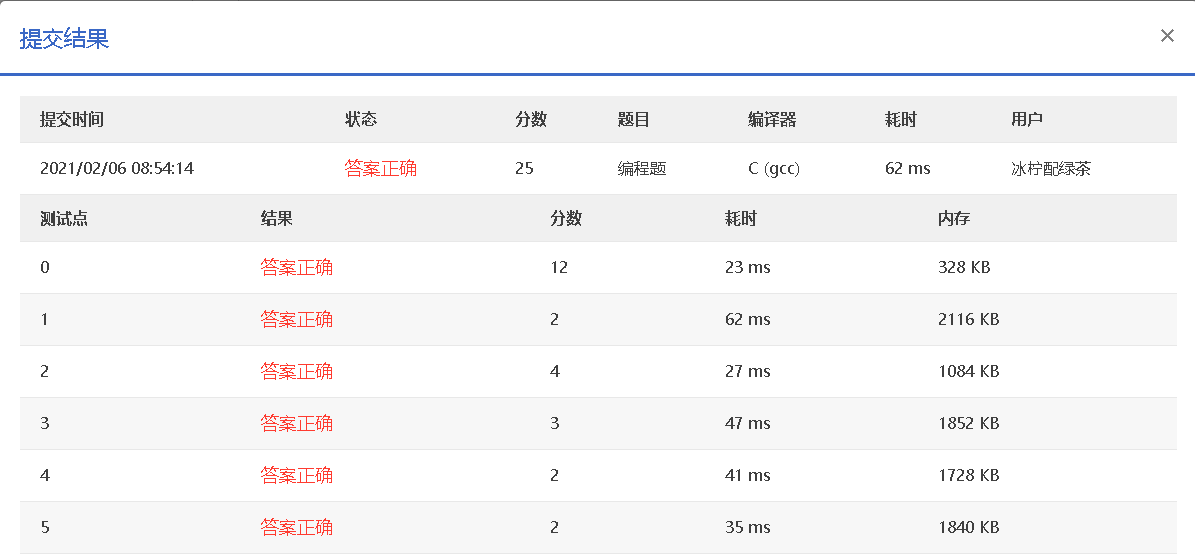 提交结果 ×
提交时间 状态 分数 题目 编译器 耗时 用户
2021/02/06 08:54:14 答案正确 25 编程题 C (gcc) 62 ms 冰柠配绿茶
测试点 结果 分数 耗时 内存
0 答案正确 12 23 ms 328 KB
1 答案正确 2 62 ms 2116 KB
2 答案正确 4 27 ms 1084 KB
3 答案正确 3 47 ms 1852 KB
4 答案正确 2 41 ms 1728 KB
5 答案正确 2 35 ms 1840 KB